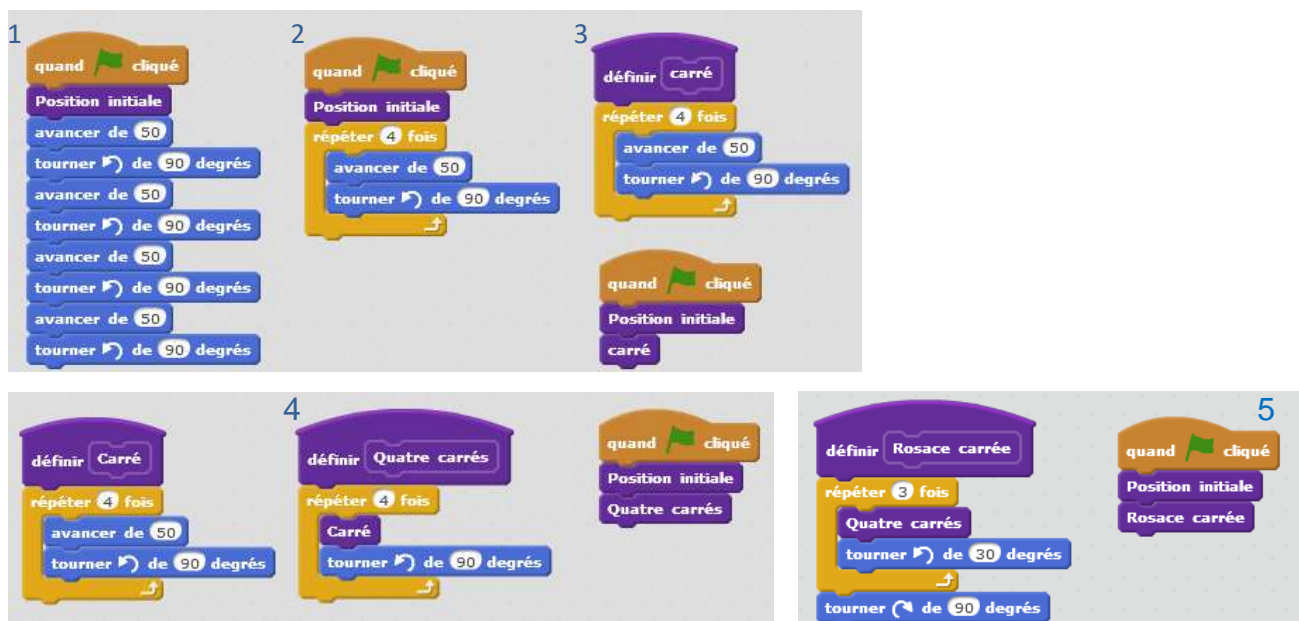 1
quand cliqué
Position initiale
avancer de 50
tourner de 90 degrés
avancer de 50
tourner de 90 degrés
avancer de 50
tourner de 90 degrés
avancer de 50
tourner de 90 degrés
2
quand cliqué
Position initiale
répéter 4 fois
avancer de 50
tourner de 90 degrés
3
définir carré
répéter 4 fois
avancer de 50
tourner de 90 degrés
quand cliqué
Position initiale
carré
définir Carré
répéter 4 fois
avancer de 50
tourner de 90 degrés
4
définir Quatre carrés
répéter 4 fois
Carré
tourner de 90 degrés
quand cliqué
Position initiale
Quatre carrés
définir Rosace carrée
répéter 3 fois
Quatre carrés
tourner de 30 degrés
tourner de 90 degrés
5
quand cliqué
Position initiale
Rosace carrée